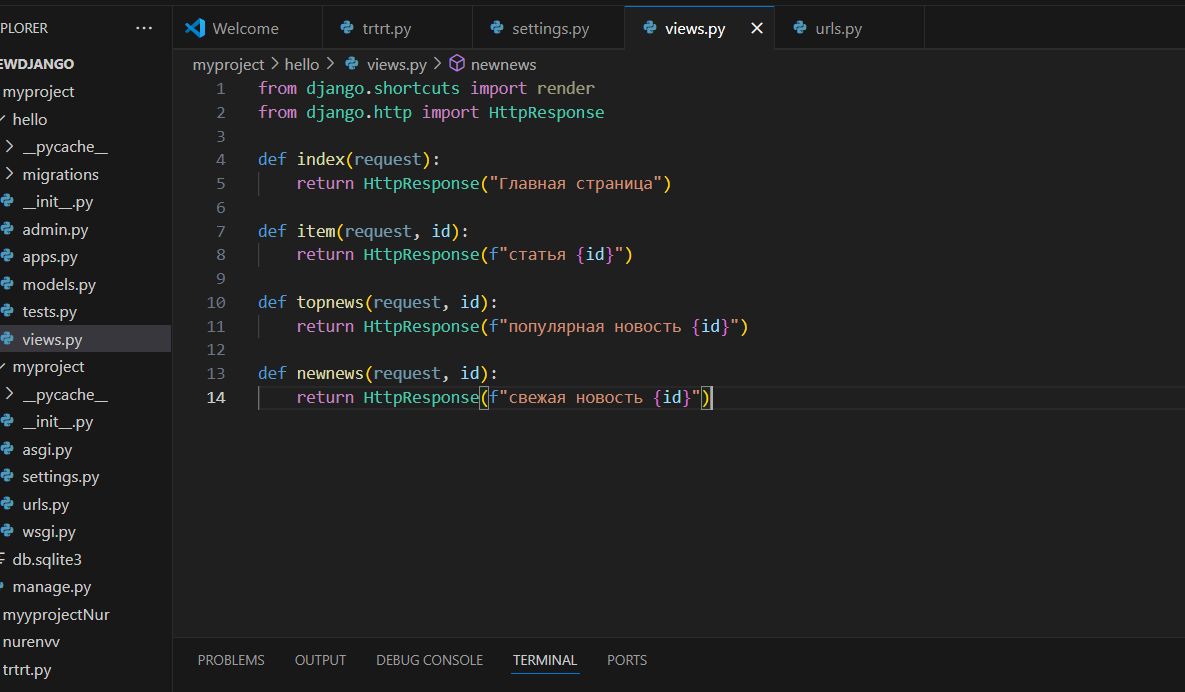 PLORER ···
Welcome
trtrt.py
settings.py
views.py
urls.py
EWDJANGO
myproject
hello
__pycache__
migrations
__init__.py
admin.py
apps.py
models.py
tests.py
views.py
myproject
__pycache__
__init__.py
asgi.py
settings.py
urls.py
wsgi.py
db.sqlite3
manage.py
myyprojectNur
nurenvv
trtrt.py
myproject > hello > views.py > newnews
1 from django.shortcuts import render
2 from django.http import HttpResponse
3
4 def index(request):
5 return HttpResponse("Главная страница")
6
7 def item(request, id):
8 return HttpResponse(f"статья {id}")
9
10 def topnews(request, id):
11 return HttpResponse(f"популярная новость {id}")
12
13 def newnews(request, id):
14 return HttpResponse(f"свежая новость {id}")
PROBLEMS OUTPUT DEBUG CONSOLE TERMINAL PORTS